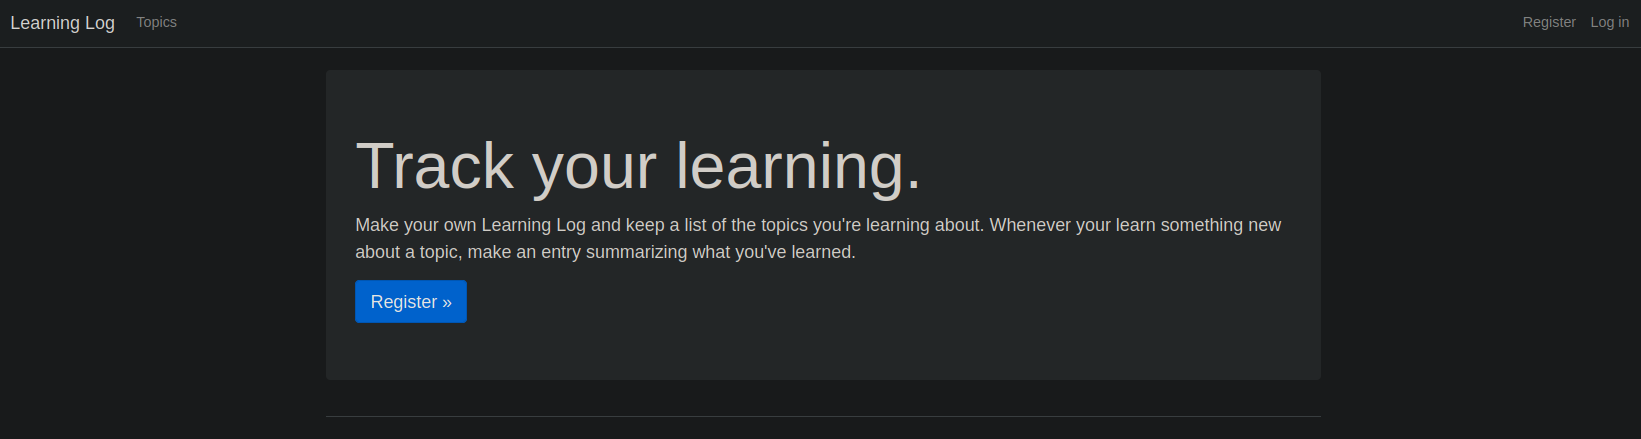 Learning Log Topics Register Log in
Track your learning.
Make your own Learning Log and keep a list of the topics you're learning about. Whenever your learn something new
about a topic, make an entry summarizing what you've learned.
Register »